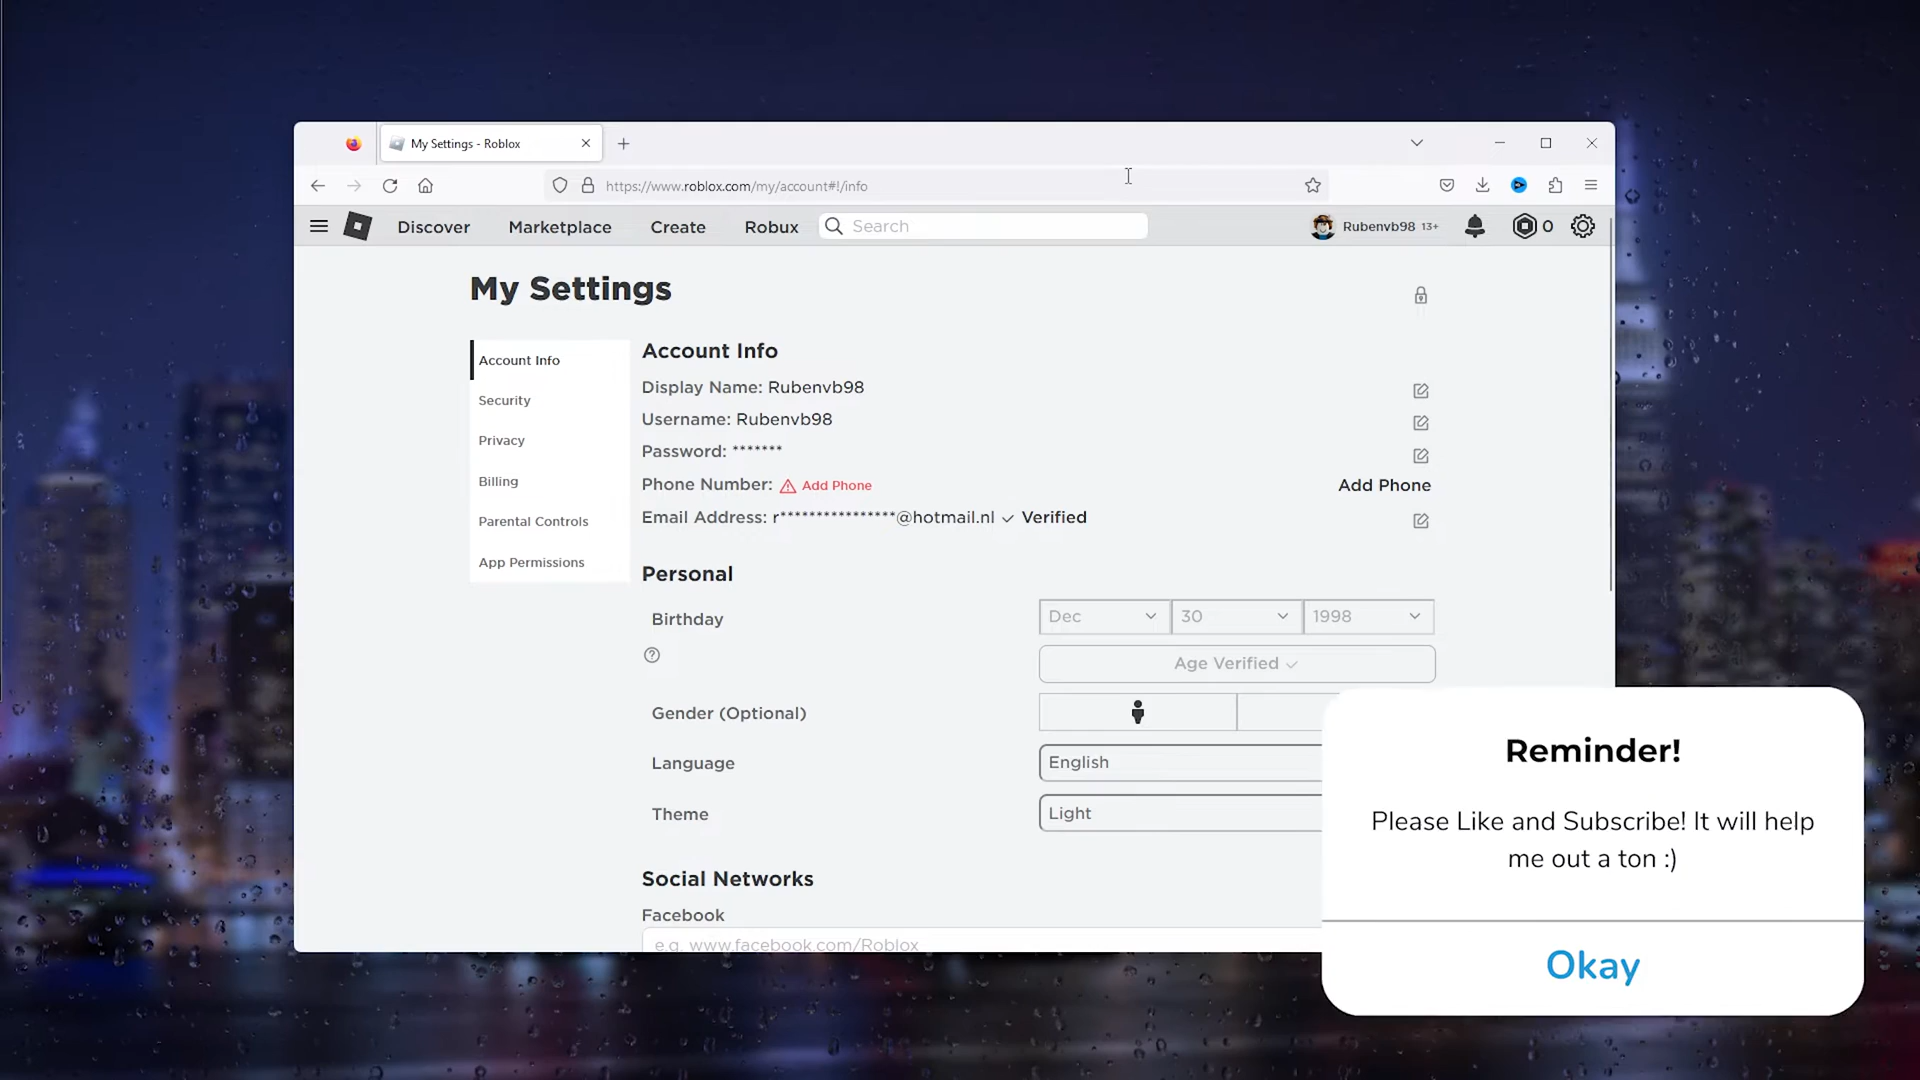 My Settings - Roblox
https://www.roblox.com/my/account#!/info
Discover Marketplace Create Robux Search Rubenvb98 13+ 0
My Settings
Account Info
Security
Privacy
Billing
Parental Controls
App Permissions
Account Info
Display Name: Rubenvb98
Username: Rubenvb98
Password: *******
Phone Number: Add Phone Add Phone
Email Address: r****************@hotmail.nl ✓ Verified
Personal
Birthday Dec 30 1998
Age Verified ✓
Gender (Optional)
Language English
Theme Light
Social Networks
Facebook
e.g. www.facebook.com/Roblox
Reminder!
Please Like and Subscribe! It will help
me out a ton :)
Okay